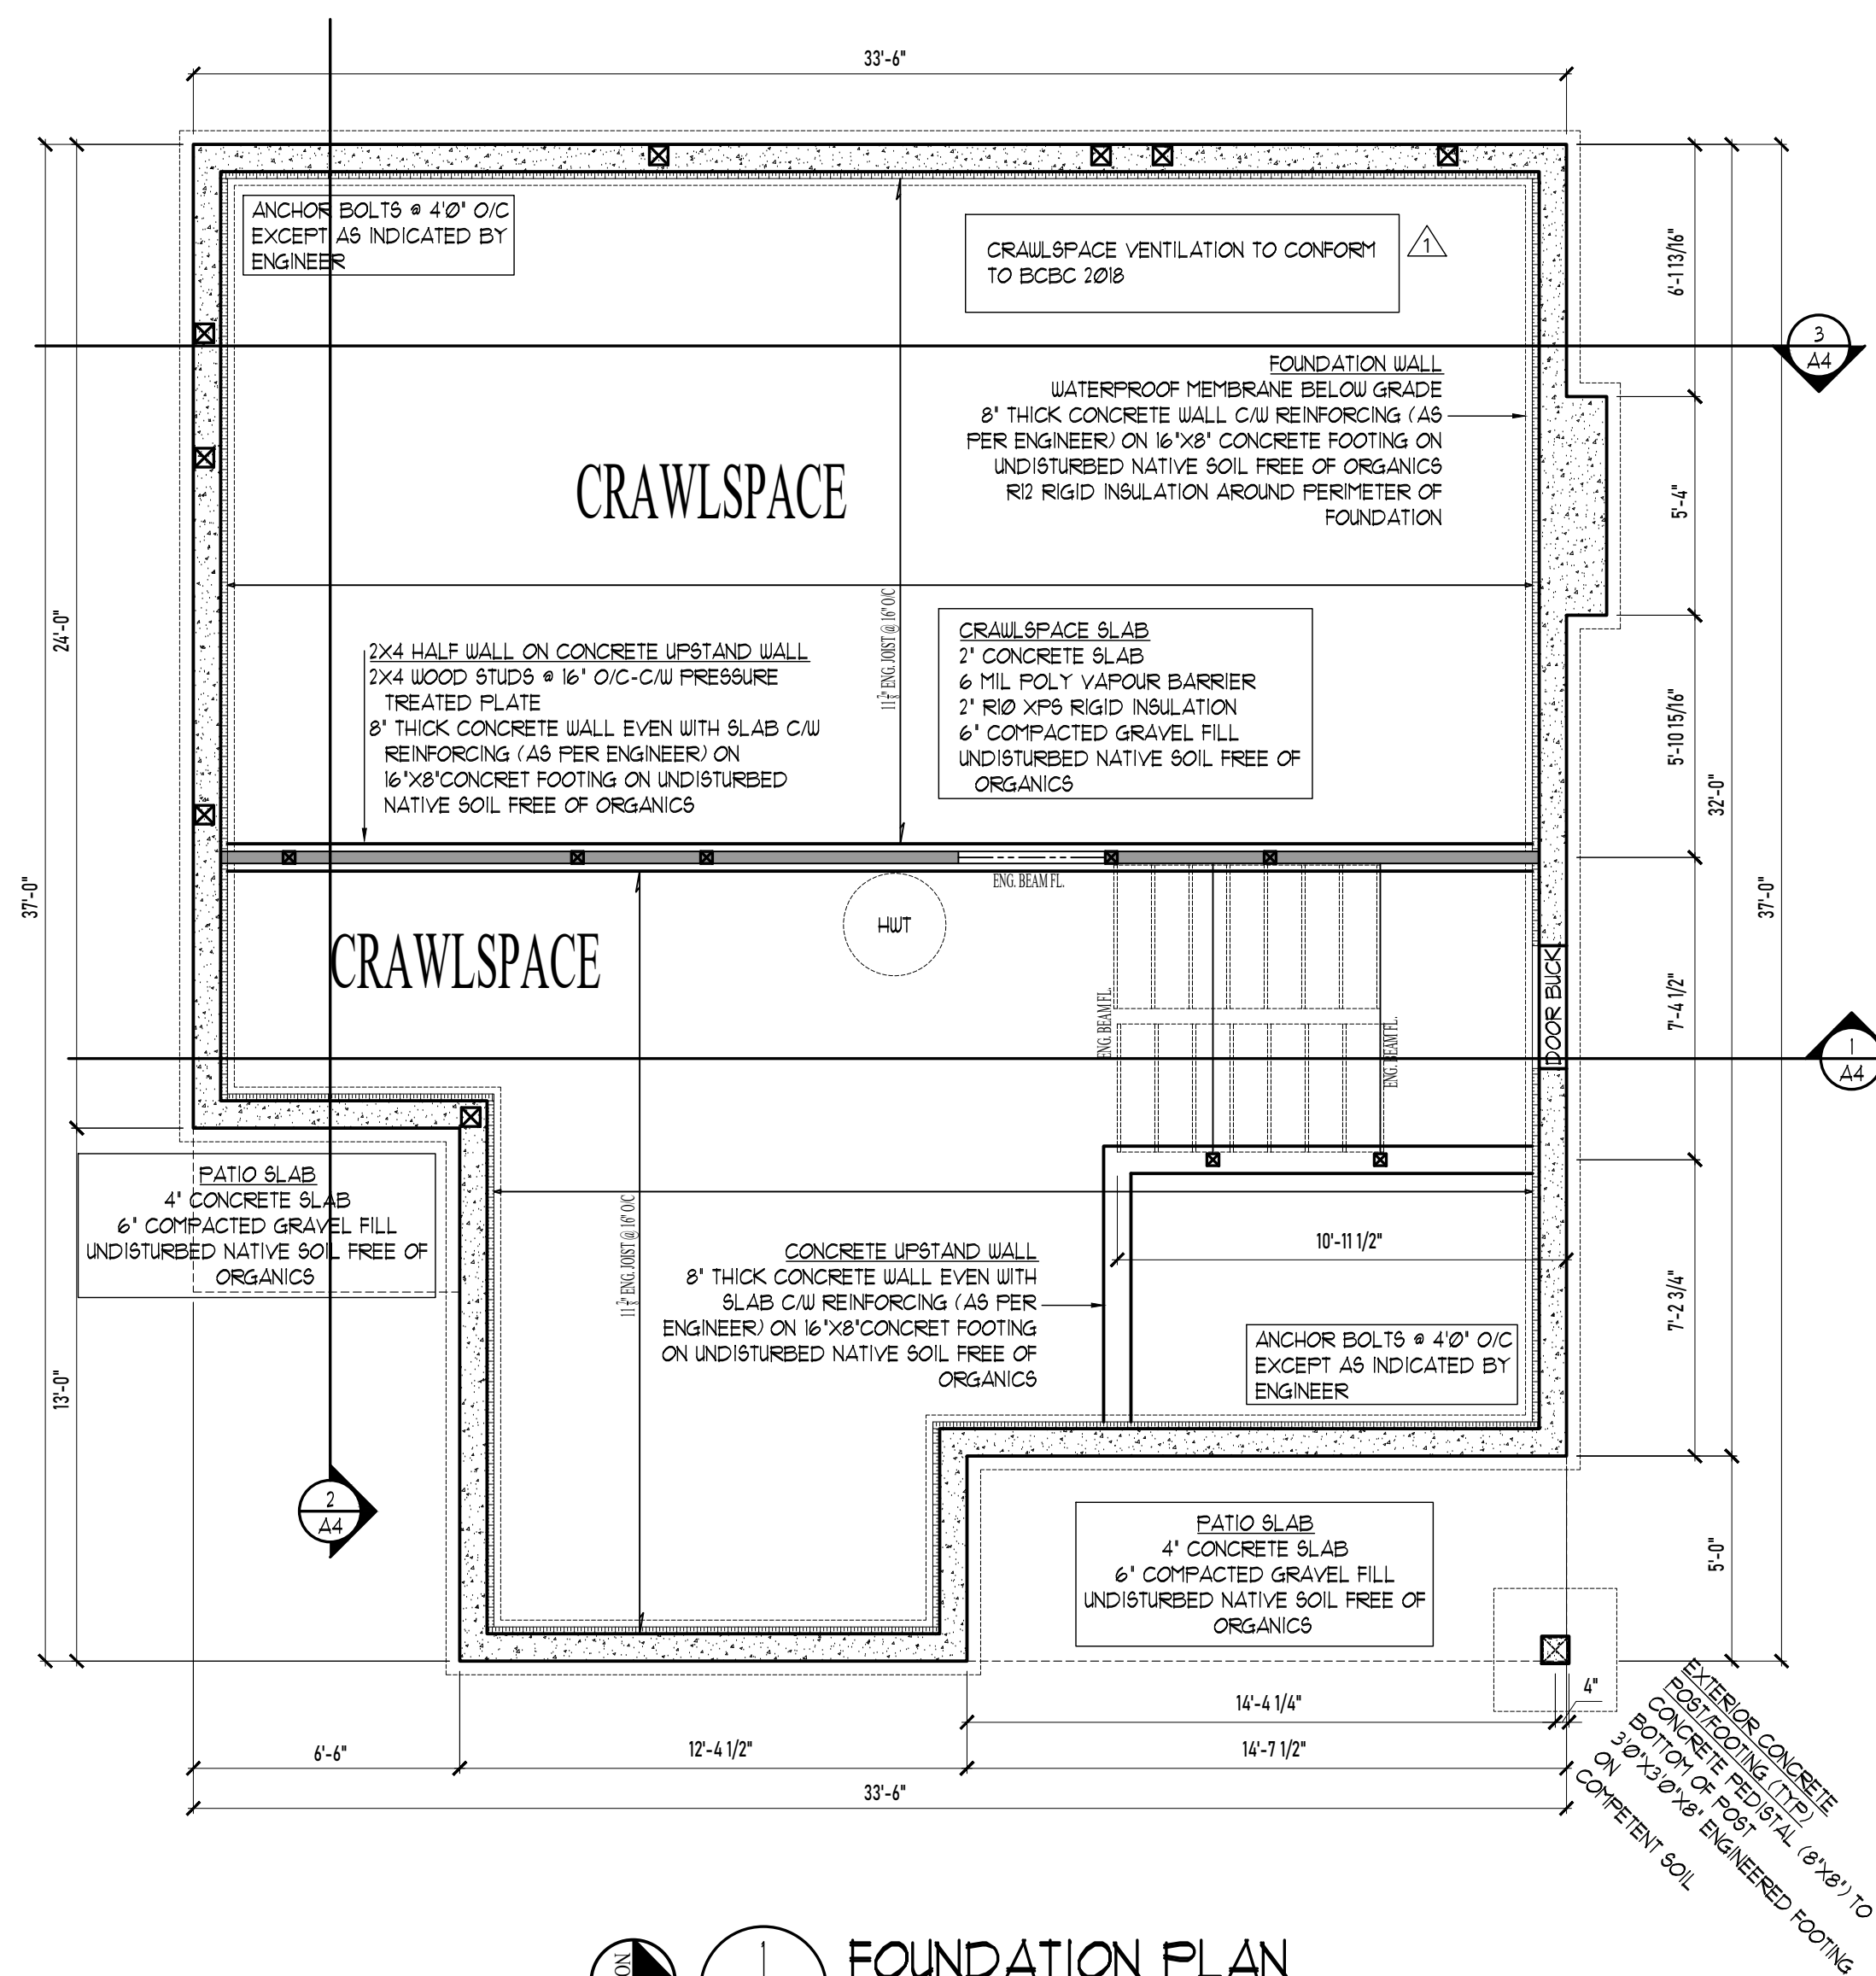 33'-6"
ANCHOR BOLTS @ 4'0" O/C
EXCEPT AS INDICATED BY
ENGINEER
CRAWLSPACE VENTILATION TO CONFORM
TO BCBC 2018
1
6'-1 13/16"
3
A4
FOUNDATION WALL
WATERPROOF MEMBRANE BELOW GRADE
8" THICK CONCRETE WALL C/W REINFORCING (AS
PER ENGINEER) ON 16"X8" CONCRETE FOOTING ON
UNDISTURBED NATIVE SOIL FREE OF ORGANICS
R12 RIGID INSULATION AROUND PERIMETER OF
FOUNDATION
CRAWLSPACE
5'-4"
24'-0"
37'-0"
2X4 HALF WALL ON CONCRETE UPSTAND WALL
2X4 WOOD STUDS @ 16" O/C-C/W PRESSURE
TREATED PLATE
8" THICK CONCRETE WALL EVEN WITH SLAB C/W
REINFORCING (AS PER ENGINEER) ON
16"X8"CONCRET FOOTING ON UNDISTURBED
NATIVE SOIL FREE OF ORGANICS
11 7/8" ENG. JOIST @ 16" O/C
CRAWLSPACE SLAB
2" CONCRETE SLAB
6 MIL POLY VAPOUR BARRIER
2" R10 XPS RIGID INSULATION
6" COMPACTED GRAVEL FILL
UNDISTURBED NATIVE SOIL FREE OF
ORGANICS
5'-10 15/16"
32'-0"
37'-0"
ENG. BEAM FL.
HWT
CRAWLSPACE
ENG. BEAM FL.
ENG. BEAM FL.
DOOR BUCK
7'-4 1/2"
1
A4
PATIO SLAB
4" CONCRETE SLAB
6" COMPACTED GRAVEL FILL
UNDISTURBED NATIVE SOIL FREE OF
ORGANICS
11 7/8" ENG. JOIST @ 16" O/C
10'-11 1/2"
CONCRETE UPSTAND WALL
8" THICK CONCRETE WALL EVEN WITH
SLAB C/W REINFORCING (AS PER
ENGINEER) ON 16"X8"CONCRET FOOTING
ON UNDISTURBED NATIVE SOIL FREE OF
ORGANICS
ANCHOR BOLTS @ 4'0" O/C
EXCEPT AS INDICATED BY
ENGINEER
7'-2 3/4"
13'-0"
2
A4
PATIO SLAB
4" CONCRETE SLAB
6" COMPACTED GRAVEL FILL
UNDISTURBED NATIVE SOIL FREE OF
ORGANICS
5'-0"
14'-4 1/4"
4"
6'-6"
12'-4 1/2"
14'-7 1/2"
33'-6"
EXTERIOR CONCRETE
POST/FOOTING (TYP)
CONCRETE PEDISTAL (8"X8") TO
BOTTOM OF POST
3'0"X3'0"X8" ENGINEERED FOOTING
ON
COMPETENT SOIL
ON
1
FOUNDATION PLAN